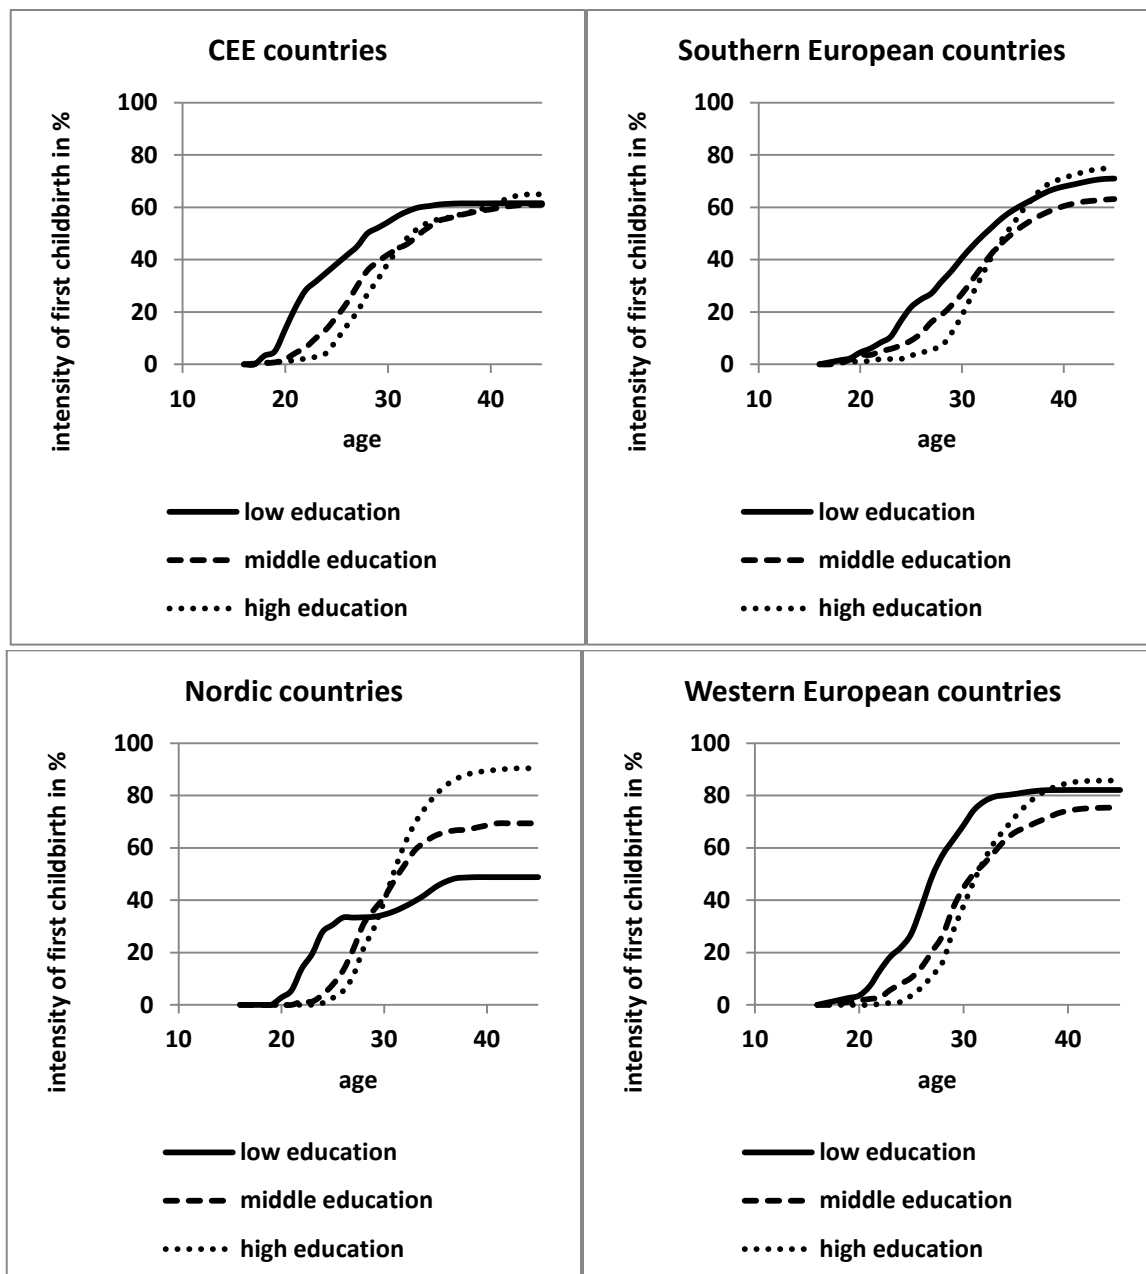 CEE countries
intensity of first childbirth in %
100
80
60
40
20
0
10 20 30 40
age
low education
middle education
high education
Southern European countries
intensity of first childbirth in %
100
80
60
40
20
0
10 20 30 40
age
low education
middle education
high education
Nordic countries
intensity of first childbirth in %
100
80
60
40
20
0
10 20 30 40
age
low education
middle education
high education
Western European countries
intensity of first childbirth in %
100
80
60
40
20
0
10 20 30 40
age
low education
middle education
high education